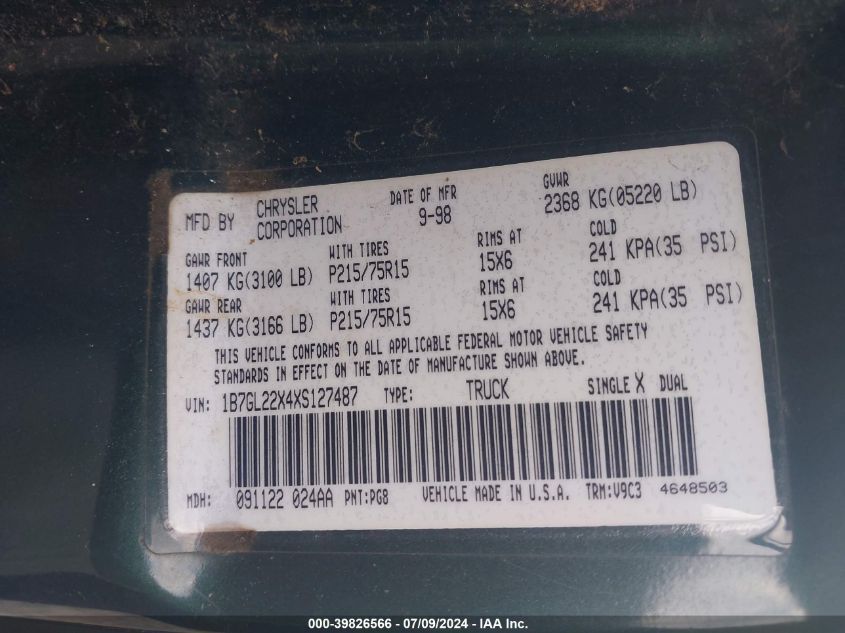 MFD BY CHRYSLER CORPORATION DATE OF MFR 9-98 GVWR 2368 KG(05220 LB)
GAWR FRONT WITH TIRES RIMS AT COLD
1407 KG(3100 LB) P215/75R15 15X6 241 KPA(35 PSI)
GAWR REAR WITH TIRES RIMS AT COLD
1437 KG(3166 LB) P215/75R15 15X6 241 KPA(35 PSI)
THIS VEHICLE CONFORMS TO ALL APPLICABLE FEDERAL MOTOR VEHICLE SAFETY
STANDARDS IN EFFECT ON THE DATE OF MANUFACTURE SHOWN ABOVE.
VIN: 1B7GL22X4XS127487 TYPE: TRUCK SINGLE X DUAL
MDH: 091122 024AA PNT:PG8 VEHICLE MADE IN U.S.A. TRM:V9C3 4648503
000-39826566 - 07/09/2024 - IAA Inc.